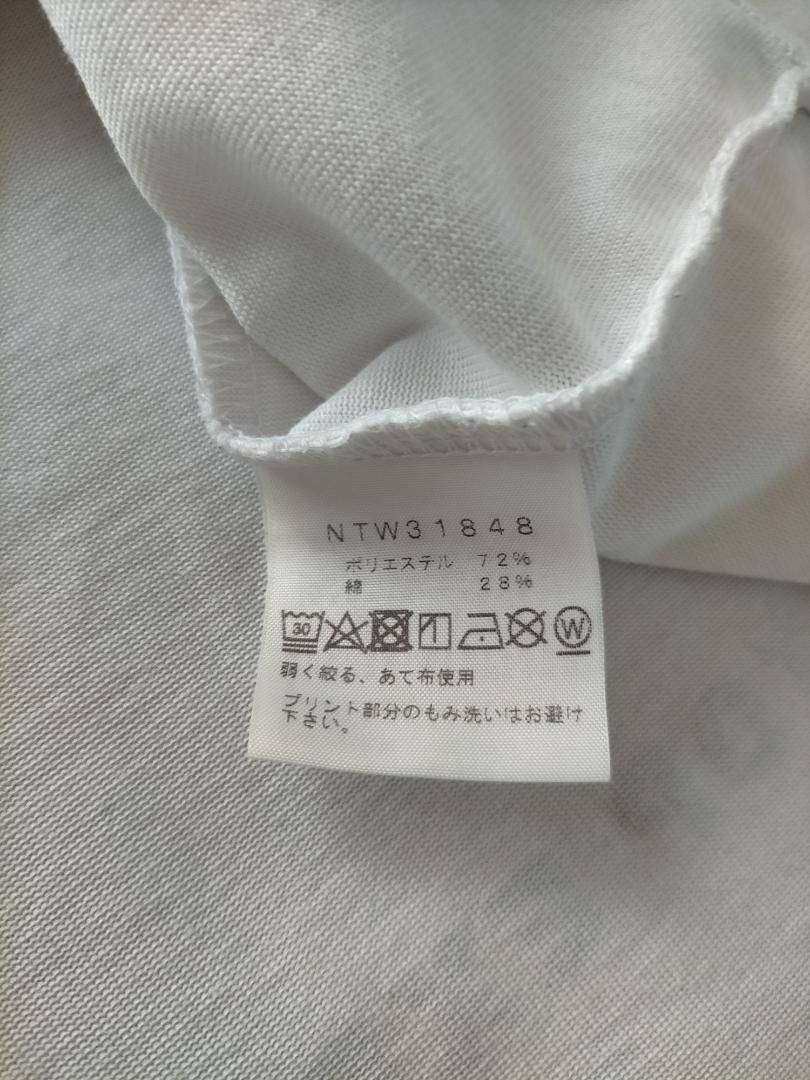 NTW31848
ポリエステル 72%
綿 28%
30
W
弱く絞る、あて布使用
プリント部分のもみ洗いはお避け
下さい。